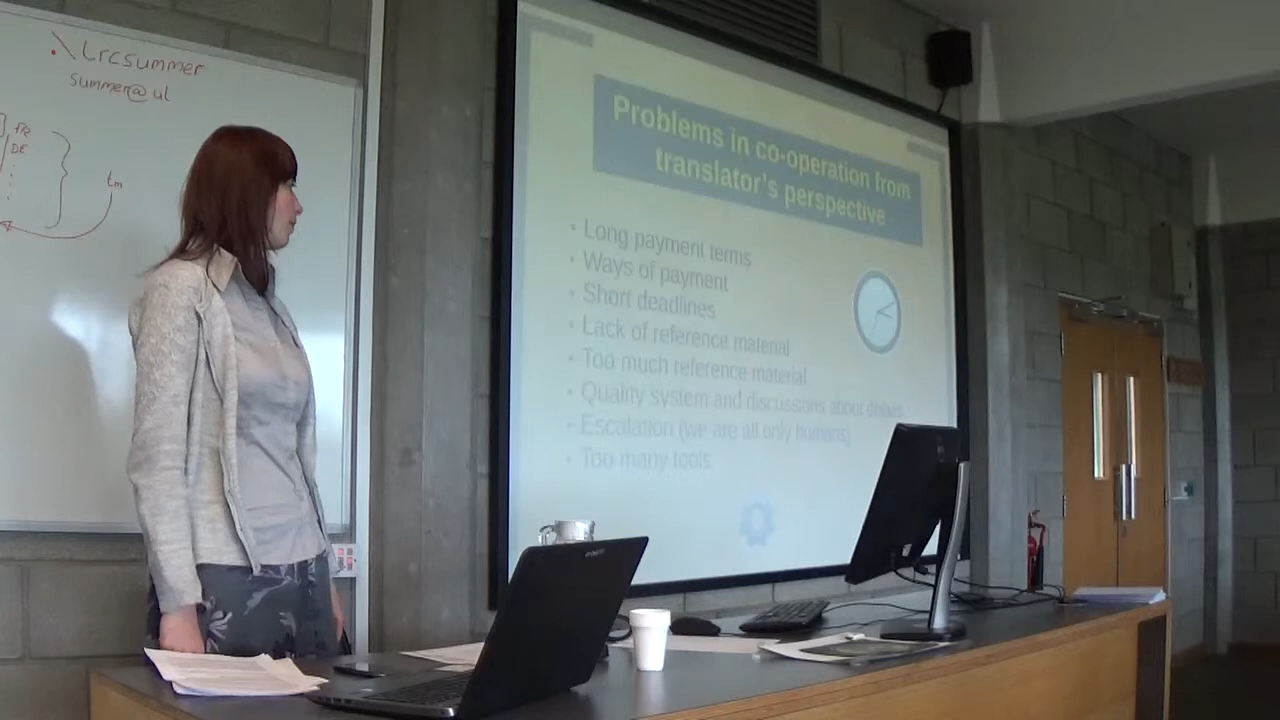 .\Lrcsummer
summer@ul
FR
DE
tm
Problems in co-operation from
translator's perspective
• Long payment terms
• Ways of payment
• Short deadlines
• Lack of reference material
• Too much reference material
• Quality system and discussions about details
• Escalation (we are all only humans)
• Too many tools